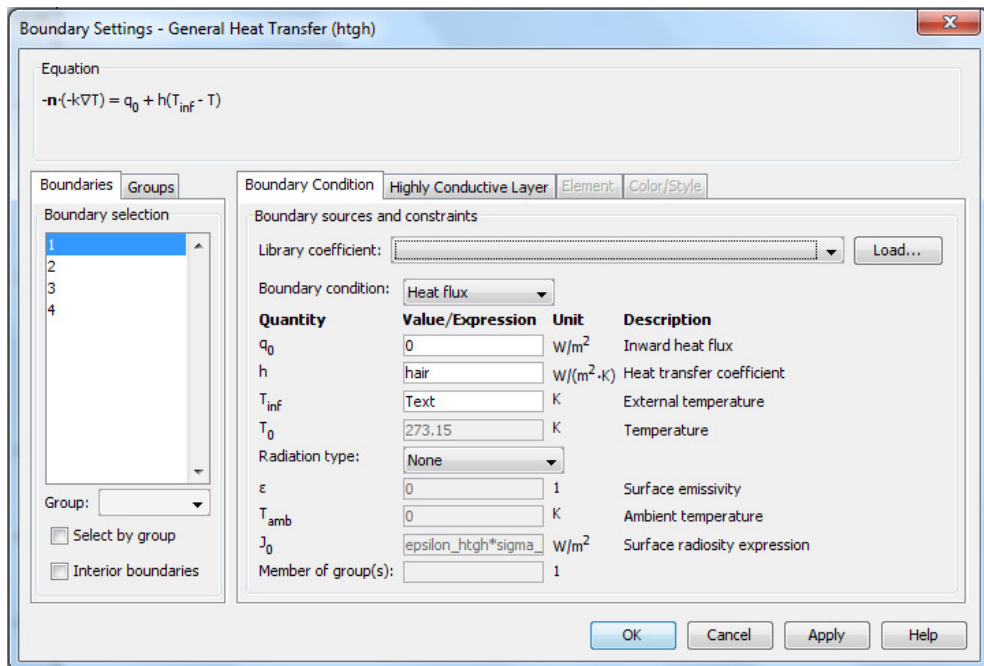 Boundary Settings - General Heat Transfer (htgh)
X
Equation
-n·(-k∇T) = q0 + h(Tinf - T)
Boundaries Groups
Boundary selection
1
2
3
4
Group:
Select by group
Interior boundaries
Boundary Condition Highly Conductive Layer Element Color/Style
Boundary sources and constraints
Library coefficient: Load...
Boundary condition: Heat flux
Quantity Value/Expression Unit Description
q0 0 W/m2 Inward heat flux
h hair W/(m2·K) Heat transfer coefficient
Tinf Text K External temperature
T0 273.15 K Temperature
Radiation type: None
ε 0 1 Surface emissivity
Tamb 0 K Ambient temperature
J0 epsilon_htgh*sigma_ W/m2 Surface radiosity expression
Member of group(s): 1
OK Cancel Apply Help